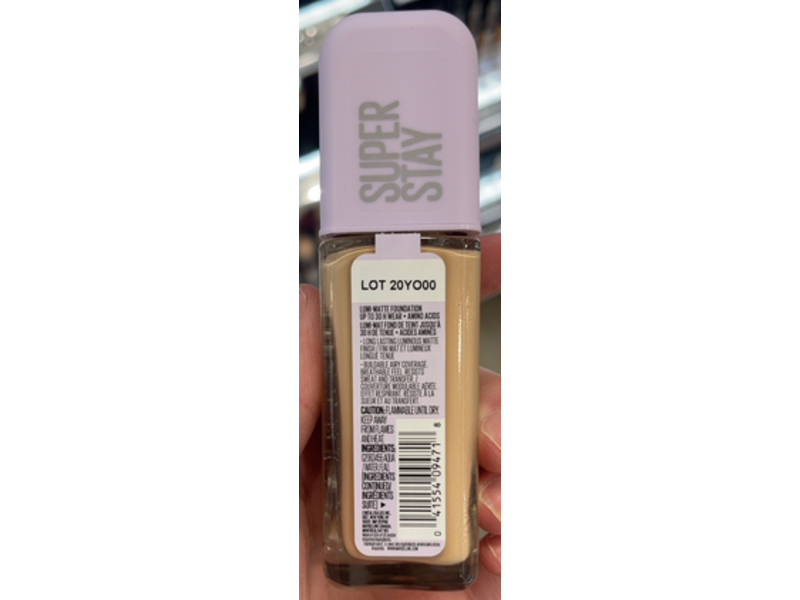 SUPER
STAY
LOT 20YO00
LUMI-MATTE FOUNDATION
UP TO 30 H WEAR + AMINO ACIDS
LUMI-MAT FOND DE TEINT JUSQU'À
30 H DE TENUE + ACIDES AMINÉS
• LONG LASTING LUMINOUS MATTE
FINISH / FINI MAT ET LUMINEUX
LONGUE TENUE
• BUILDABLE AIRY COVERAGE.
BREATHABLE FEEL. RESISTS
SWEAT AND TRANSFER. /
COUVERTURE MODULABLE AÉRÉE.
EFFET RESPIRANT. RÉSISTE À LA
SUEUR ET AU TRANSFERT.
CAUTION: FLAMMABLE UNTIL DRY.
KEEP AWAY
FROM FLAMES
AND HEAT.
INGREDIENTS:
AQUA
/ WATER / EAU,
(INGREDIENTS
CONTINUED/
INGRÉDIENTS
SUITE) ►
0 41554 09471 8